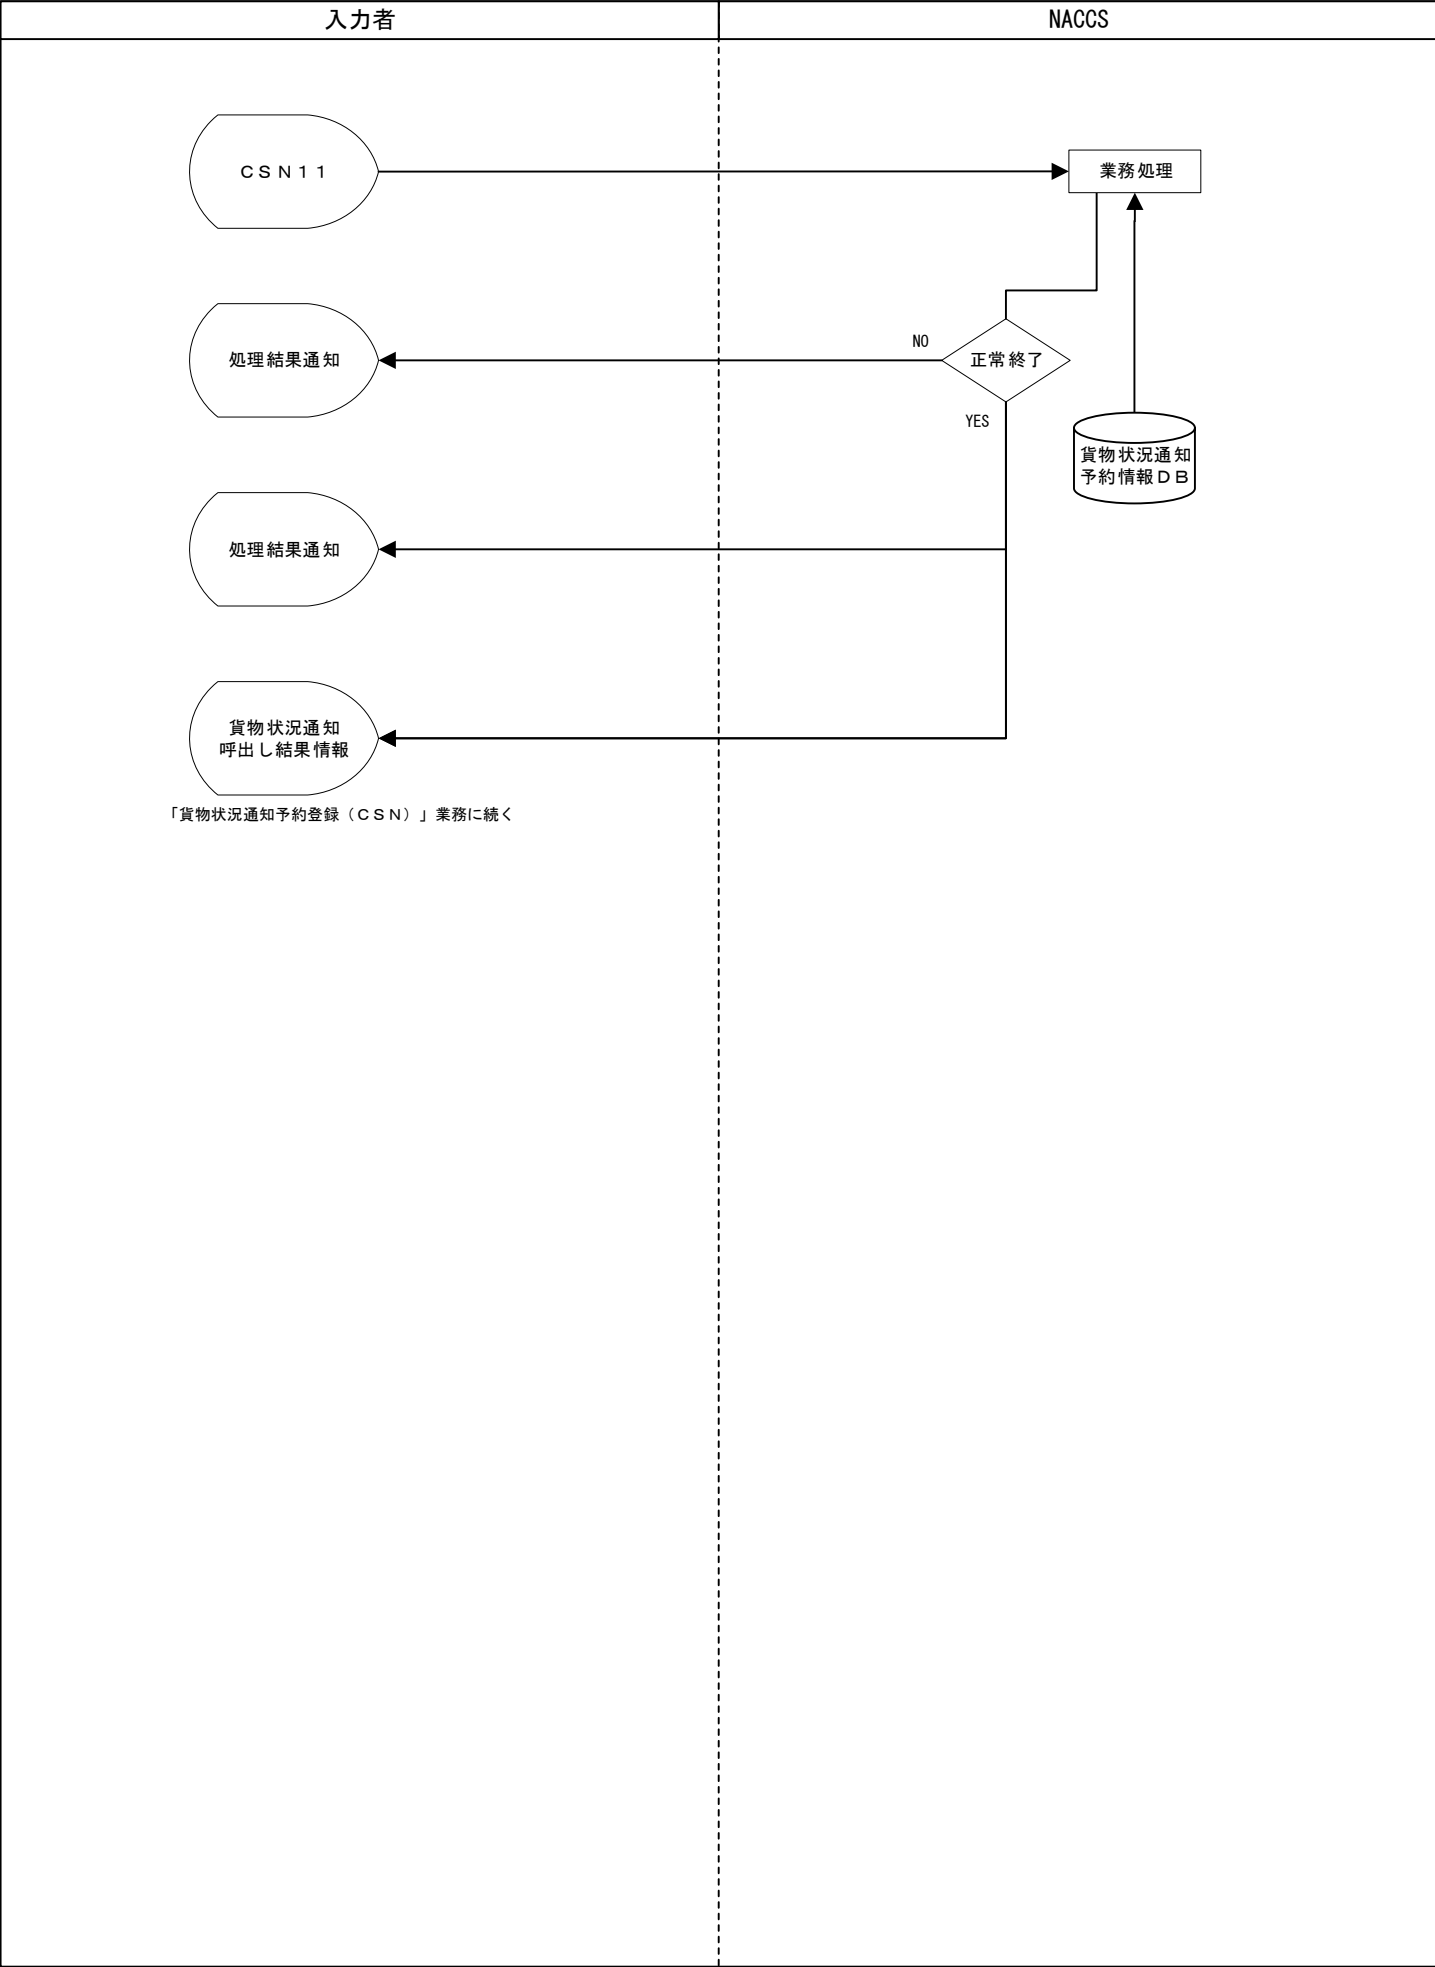 入力者
NACCS
ＣＳＮ１１
業務処理
処理結果通知
NO
正常終了
YES
貨物状況通知
予約情報ＤＢ
処理結果通知
貨物状況通知
呼出し結果情報
「貨物状況通知予約登録（ＣＳＮ）」業務に続く